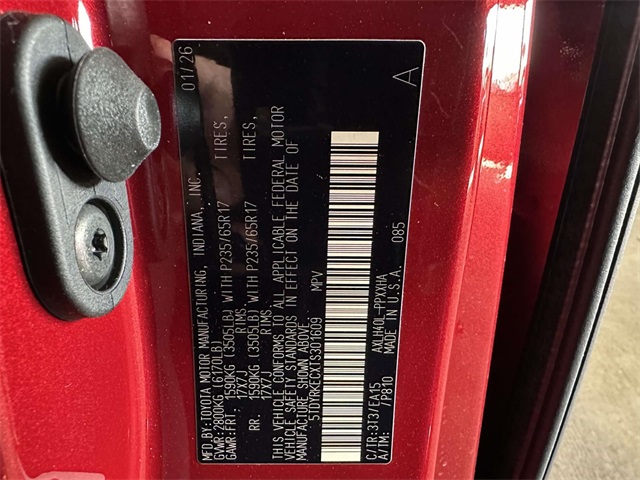 MFD.BY:TOYOTA MOTOR MANUFACTURING, INDIANA, INC. 01/26
GVWR:2800KG(6170LB)
GAWR:FRT. 1590KG(3505LB) WITH P235/65R17 TIRES,
17X7J RIMS
RR. 1590KG(3505LB) WITH P235/65R17 TIRES,
17X7J RIMS
THIS VEHICLE CONFORMS TO ALL APPLICABLE FEDERAL MOTOR
VEHICLE SAFETY STANDARDS IN EFFECT ON THE DATE OF
MANUFACTURE SHOWN ABOVE.
5TDYRKECXTS301609 MPV
C/TR:3T3/EA15 AXLH40L-PPXXHA 085
A/TM: /P810 MADE IN U.S.A. A